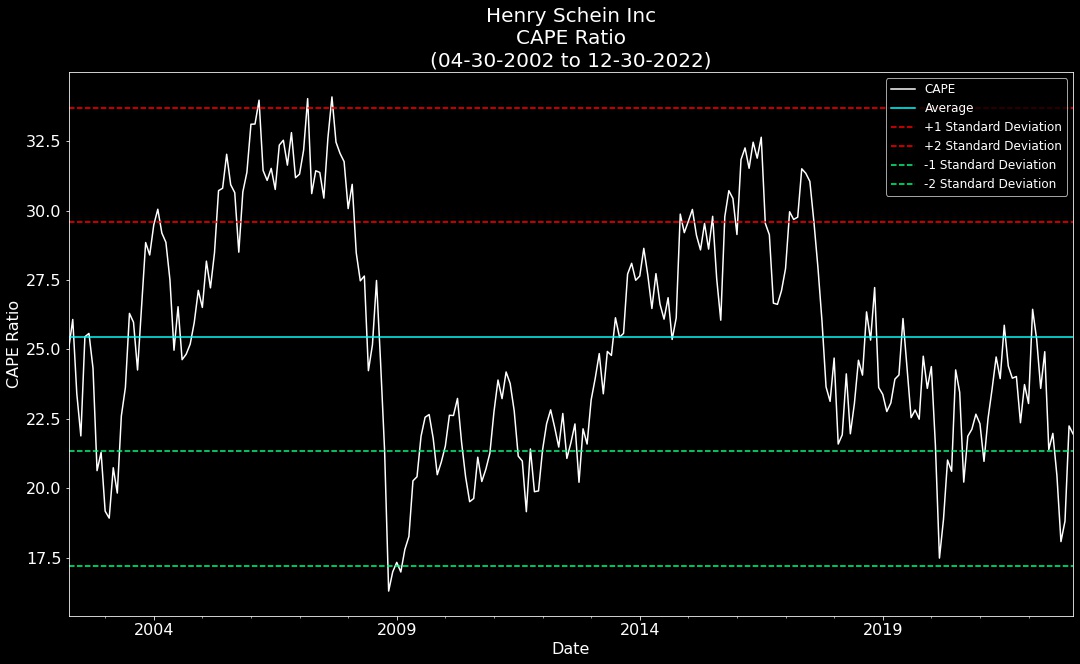 Henry Schein Inc
CAPE Ratio
(04-30-2002 to 12-30-2022)
CAPE
Average
+1 Standard Deviation
+2 Standard Deviation
-1 Standard Deviation
-2 Standard Deviation
CAPE Ratio
32.5
30.0
27.5
25.0
22.5
20.0
17.5
2004
2009
2014
2019
Date